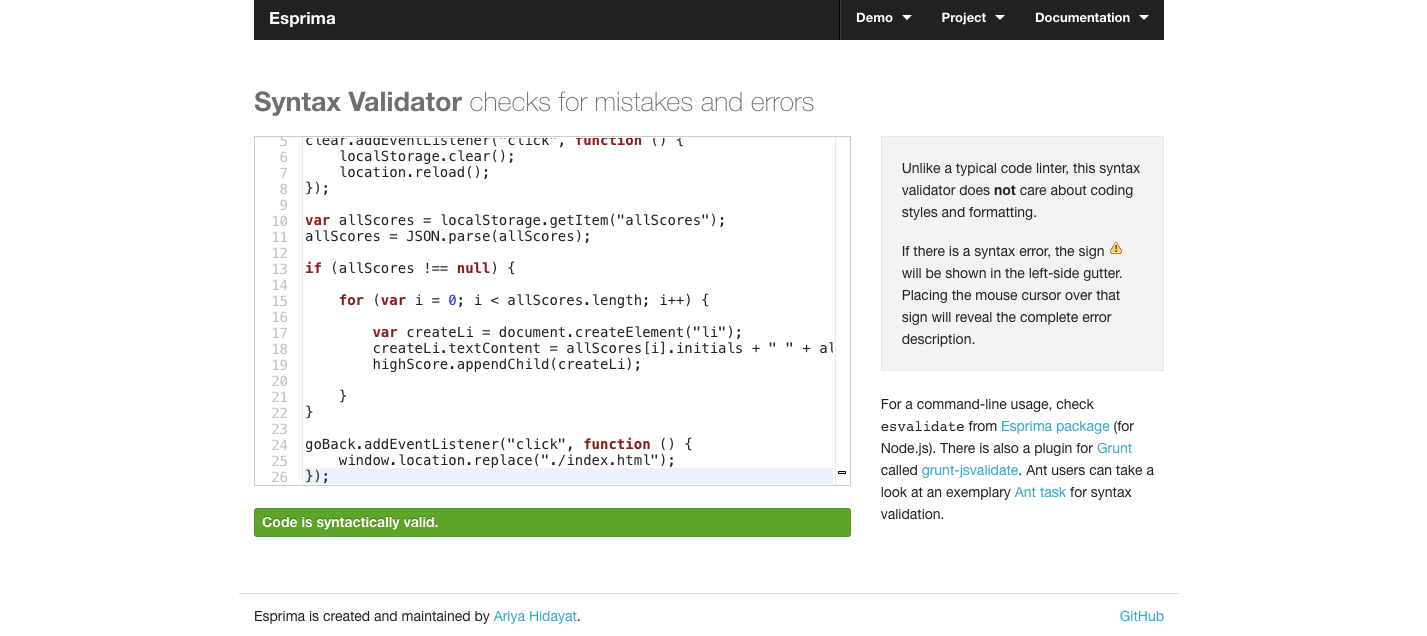 Esprima Demo Project Documentation
Syntax Validator checks for mistakes and errors
5 clear.addEventListener("click", function () {
6     localStorage.clear();
7     location.reload();
8 });
9
10 var allScores = localStorage.getItem("allScores");
11 allScores = JSON.parse(allScores);
12
13 if (allScores !== null) {
14
15     for (var i = 0; i < allScores.length; i++) {
16
17         var createLi = document.createElement("li");
18         createLi.textContent = allScores[i].initials + " " + al
19         highScore.appendChild(createLi);
20
21     }
22 }
23
24 goBack.addEventListener("click", function () {
25     window.location.replace("./index.html");
26 });
Code is syntactically valid.
Unlike a typical code linter, this syntax
validator does not care about coding
styles and formatting.
If there is a syntax error, the sign
will be shown in the left-side gutter.
Placing the mouse cursor over that
sign will reveal the complete error
description.
For a command-line usage, check
esvalidate from Esprima package (for
Node.js). There is also a plugin for Grunt
called grunt-jsvalidate. Ant users can take a
look at an exemplary Ant task for syntax
validation.
Esprima is created and maintained by Ariya Hidayat.
GitHub